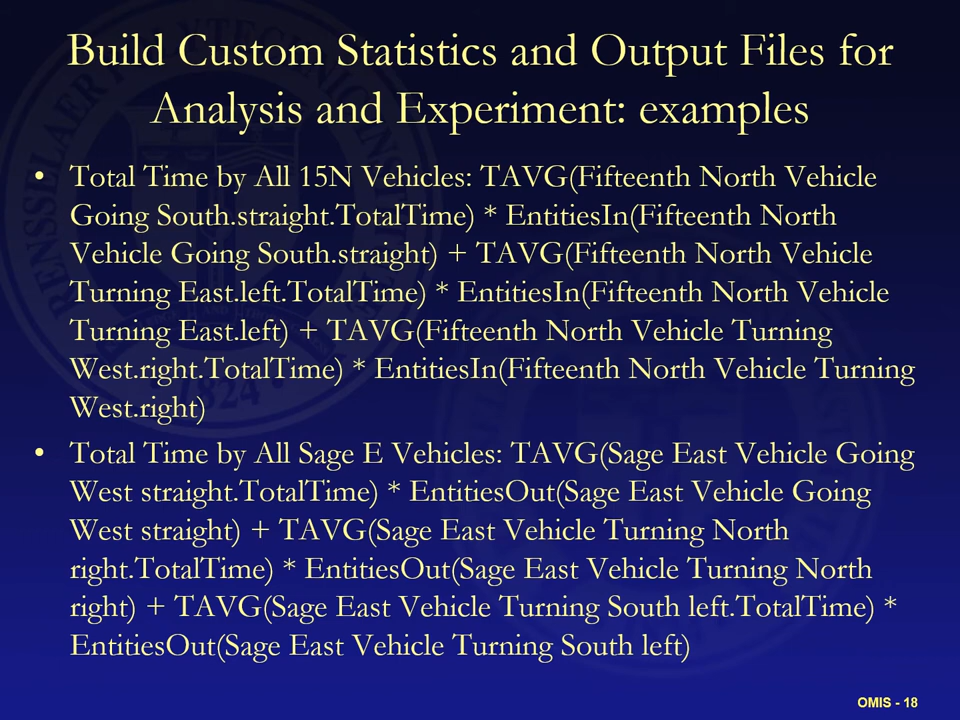 Build Custom Statistics and Output Files for
Analysis and Experiment: examples
• Total Time by All 15N Vehicles: TAVG(Fifteenth North Vehicle
Going South.straight.TotalTime) * EntitiesIn(Fifteenth North
Vehicle Going South.straight) + TAVG(Fifteenth North Vehicle
Turning East.left.TotalTime) * EntitiesIn(Fifteenth North Vehicle
Turning East.left) + TAVG(Fifteenth North Vehicle Turning
West.right.TotalTime) * EntitiesIn(Fifteenth North Vehicle Turning
West.right)
• Total Time by All Sage E Vehicles: TAVG(Sage East Vehicle Going
West straight.TotalTime) * EntitiesOut(Sage East Vehicle Going
West straight) + TAVG(Sage East Vehicle Turning North
right.TotalTime) * EntitiesOut(Sage East Vehicle Turning North
right) + TAVG(Sage East Vehicle Turning South left.TotalTime) *
EntitiesOut(Sage East Vehicle Turning South left)
OMIS - 18